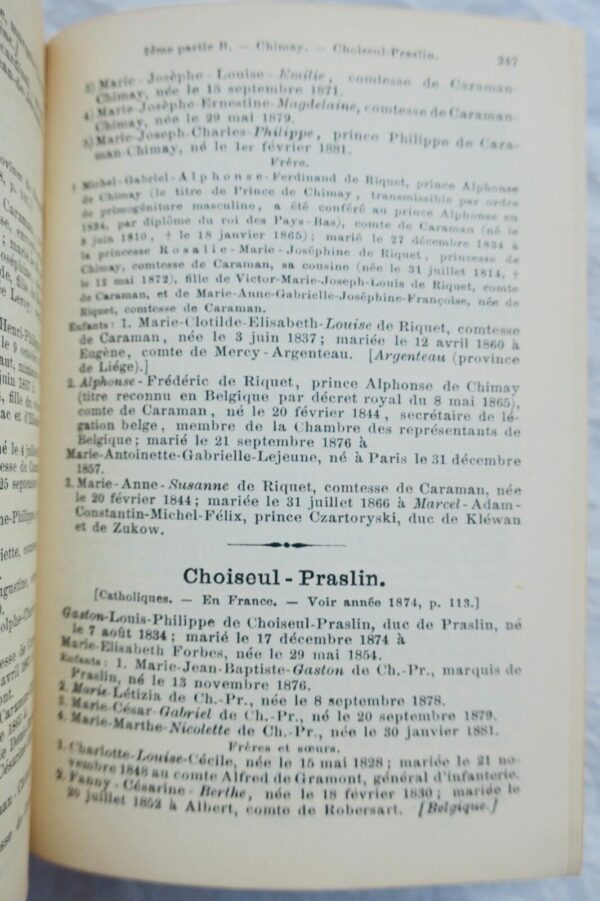 2ème partie B. — Chimay. — Choiseul-Praslin. 247
3) Marie-Josèphe-Louise-Emilie, comtesse de Caraman-
Chimay, née le 15 septembre 1871.
4) Marie-Josèphe-Ernestine-Magdelaine, comtesse de Caraman-
Chimay, née le 29 mai 1879.
5) Marie-Joseph-Charles-Philippe, prince Philippe de Cara-
man-Chimay, né le 1er février 1881.
Frère.
† Michel-Gabriel-Alphonse-Ferdinand de Riquet, prince Alphonse
de Chimay (le titre de Prince de Chimay, transmissible par ordre
de primogéniture masculine, a été conféré au prince Alphonse en
1834, par diplôme du roi des Pays-Bas), comte de Caraman (né le
5 juin 1810, † le 18 janvier 1865); marié le 27 décembre 1834 à
la princesse Rosalie-Marie-Joséphine de Riquet, princesse de
Chimay, comtesse de Caraman, sa cousine (née le 31 juillet 1814, †
le 12 mai 1872), fille de Victor-Marie-Joseph-Louis de Riquet, comte
de Caraman, et de Marie-Anne-Gabrielle-Joséphine-Françoise, née de
Riquet, comtesse de Caraman.
Enfants: 1. Marie-Clotilde-Elisabeth-Louise de Riquet, comtesse
de Caraman, née le 3 juin 1837; mariée le 12 avril 1860 à
Eugène, comte de Mercy-Argenteau. [Argenteau (province
de Liége).]
2. Alphonse-Frédéric de Riquet, prince Alphonse de Chimay
(titre reconnu en Belgique par décret royal du 8 mai 1865),
comte de Caraman, né le 20 février 1844, secrétaire de lé-
gation belge, membre de la Chambre des représentants de
Belgique; marié le 21 septembre 1876 à
Marie-Antoinette-Gabrielle-Lejeune, né à Paris le 31 décembre
1857.
3. Marie-Anne-Susanne de Riquet, comtesse de Caraman, née
le 20 février 1844; mariée le 31 juillet 1866 à Marcel-Adam-
Constantin-Michel-Félix, prince Czartoryski, duc de Kléwan
et de Zukow.
Choiseul-Praslin.
[Catholiques. — En France. — Voir année 1874, p. 113.]
Gaston-Louis-Philippe de Choiseul-Praslin, duc de Praslin, né
le 7 août 1834; marié le 17 décembre 1874 à
Marie-Elisabeth Forbes, née le 29 mai 1854.
Enfants: 1. Marie-Jean-Baptiste-Gaston de Ch.-Pr., marquis de
Praslin, né le 13 novembre 1876.
2. Marie-Létizia de Ch.-Pr., née le 8 septembre 1878.
3. Marie-César-Gabriel de Ch.-Pr., né le 20 septembre 1879.
4. Marie-Marthe-Nicolette de Ch.-Pr., née le 30 janvier 1881.
Frères et sœurs.
1. Charlotte-Louise-Cécile, née le 15 mai 1828; mariée le 21 no-
vembre 1848 au comte Alfred de Gramont, général d'infanterie.
2. Fanny-Césarine-Berthe, née le 18 février 1830; mariée le
20 juillet 1852 à Albert, comte de Robersart. [Belgique.]